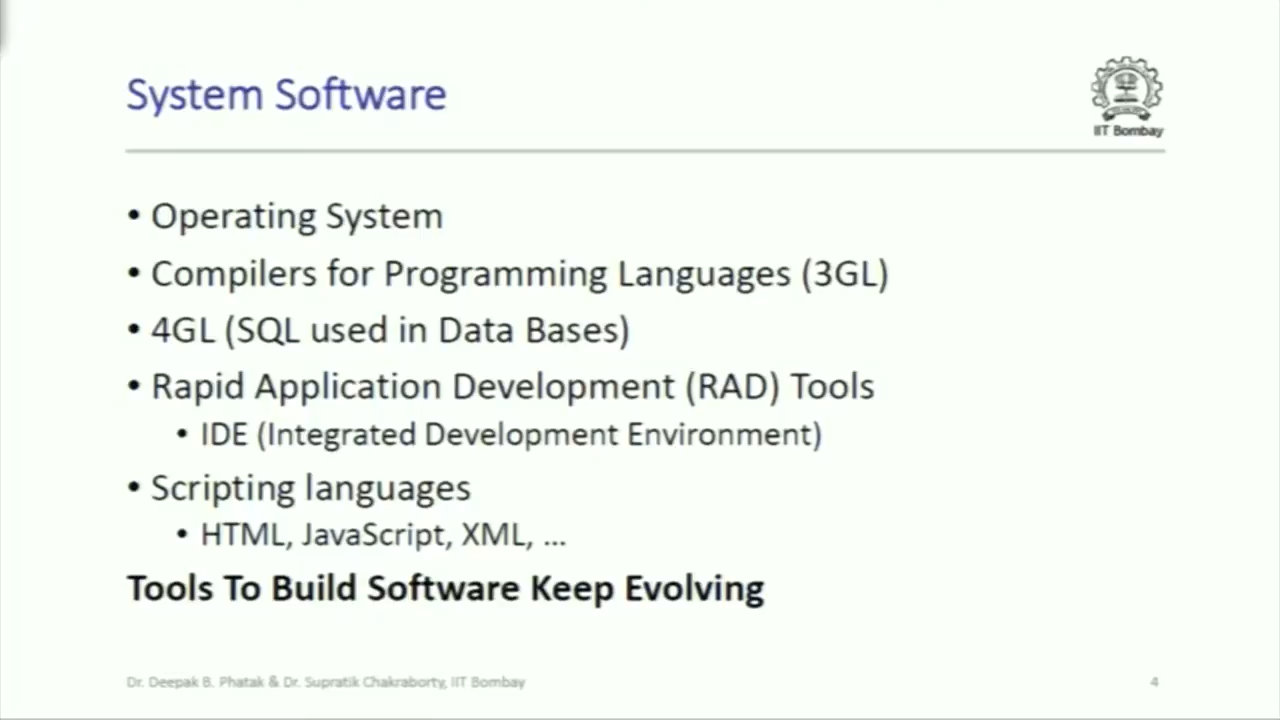 System Software
IIT Bombay
• Operating System
• Compilers for Programming Languages (3GL)
• 4GL (SQL used in Data Bases)
• Rapid Application Development (RAD) Tools
• IDE (Integrated Development Environment)
• Scripting languages
• HTML, JavaScript, XML, ...
Tools To Build Software Keep Evolving
Dr. Deepak B. Phatak & Dr. Supratik Chakraborty, IIT Bombay
4